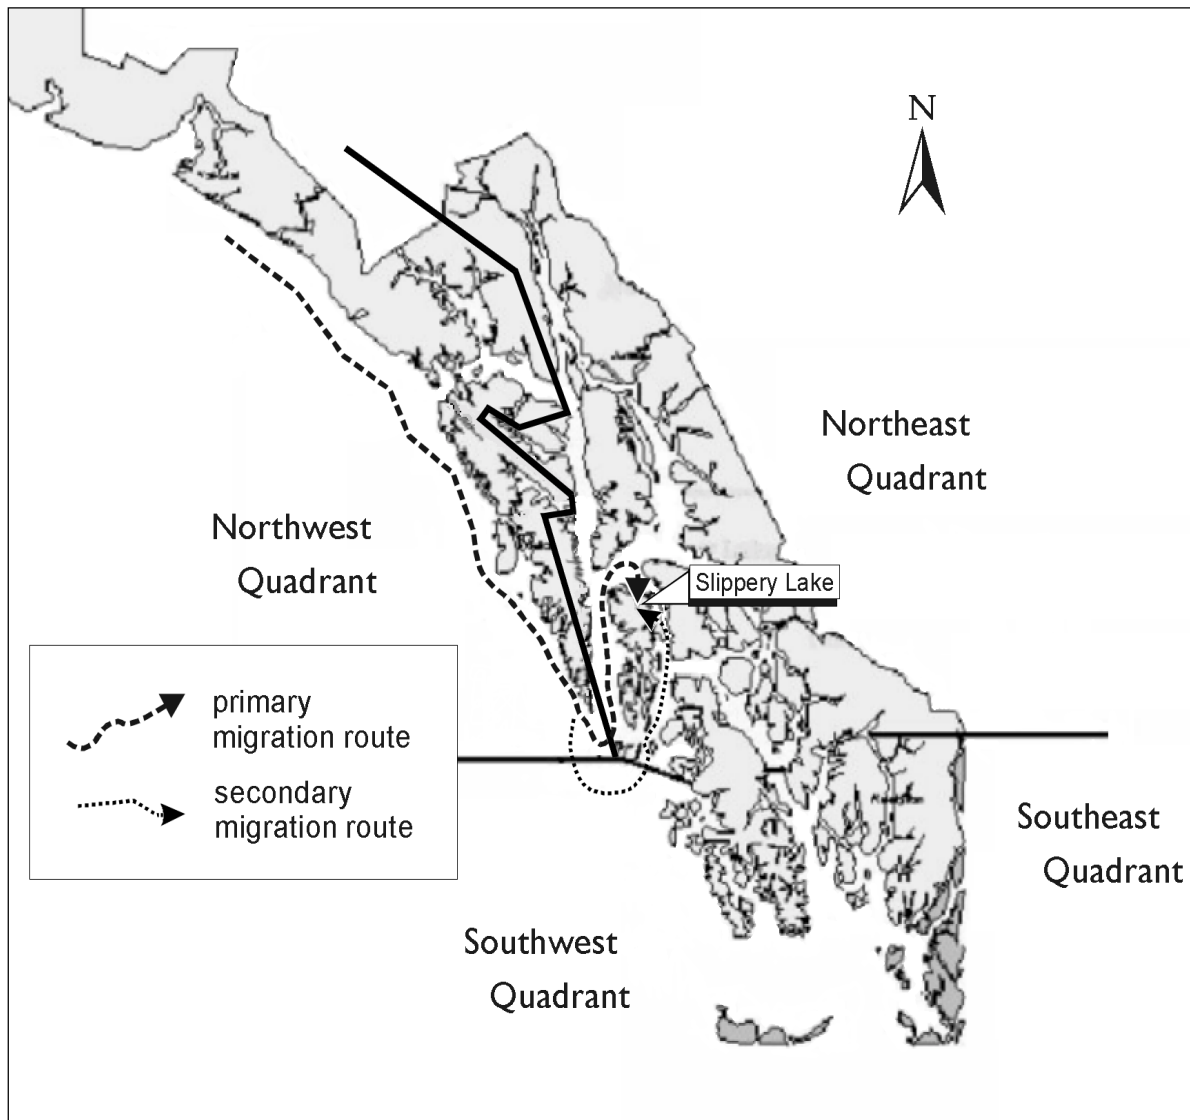 N
Northeast
Quadrant
Northwest
Quadrant
Slippery Lake
primary
migration route
secondary
migration route
Southeast
Quadrant
Southwest
Quadrant